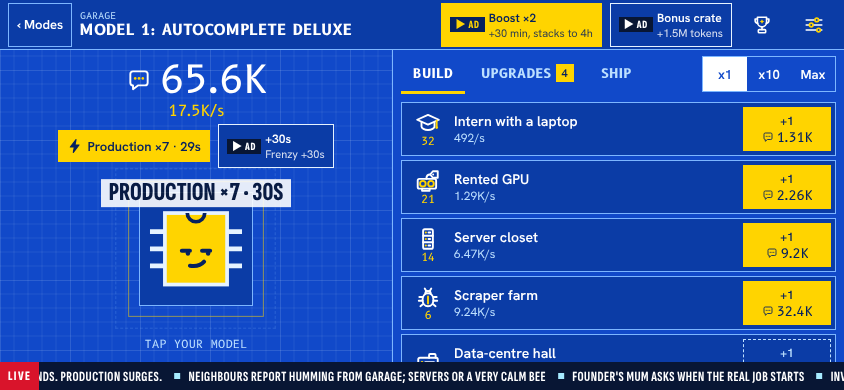 ‹ Modes
GARAGE
MODEL 1: AUTOCOMPLETE DELUXE
AD
Boost ×2
+30 min, stacks to 4h
AD
Bonus crate
+1.5M tokens
65.6K
17.5K/s
Production ×7 · 29s
AD
+30s
Frenzy +30s
PRODUCTION ×7 · 30S
TAP YOUR MODEL
BUILD
UPGRADES 4
SHIP
x1
x10
Max
32
Intern with a laptop
492/s
+1
1.31K
21
Rented GPU
1.29K/s
+1
2.26K
14
Server closet
6.47K/s
+1
9.2K
6
Scraper farm
9.24K/s
+1
32.4K
Data-centre hall
+1
LIVE
NDS. PRODUCTION SURGES. ■ NEIGHBOURS REPORT HUMMING FROM GARAGE; SERVERS OR A VERY CALM BEE ■ FOUNDER'S MUM ASKS WHEN THE REAL JOB STARTS ■ INV